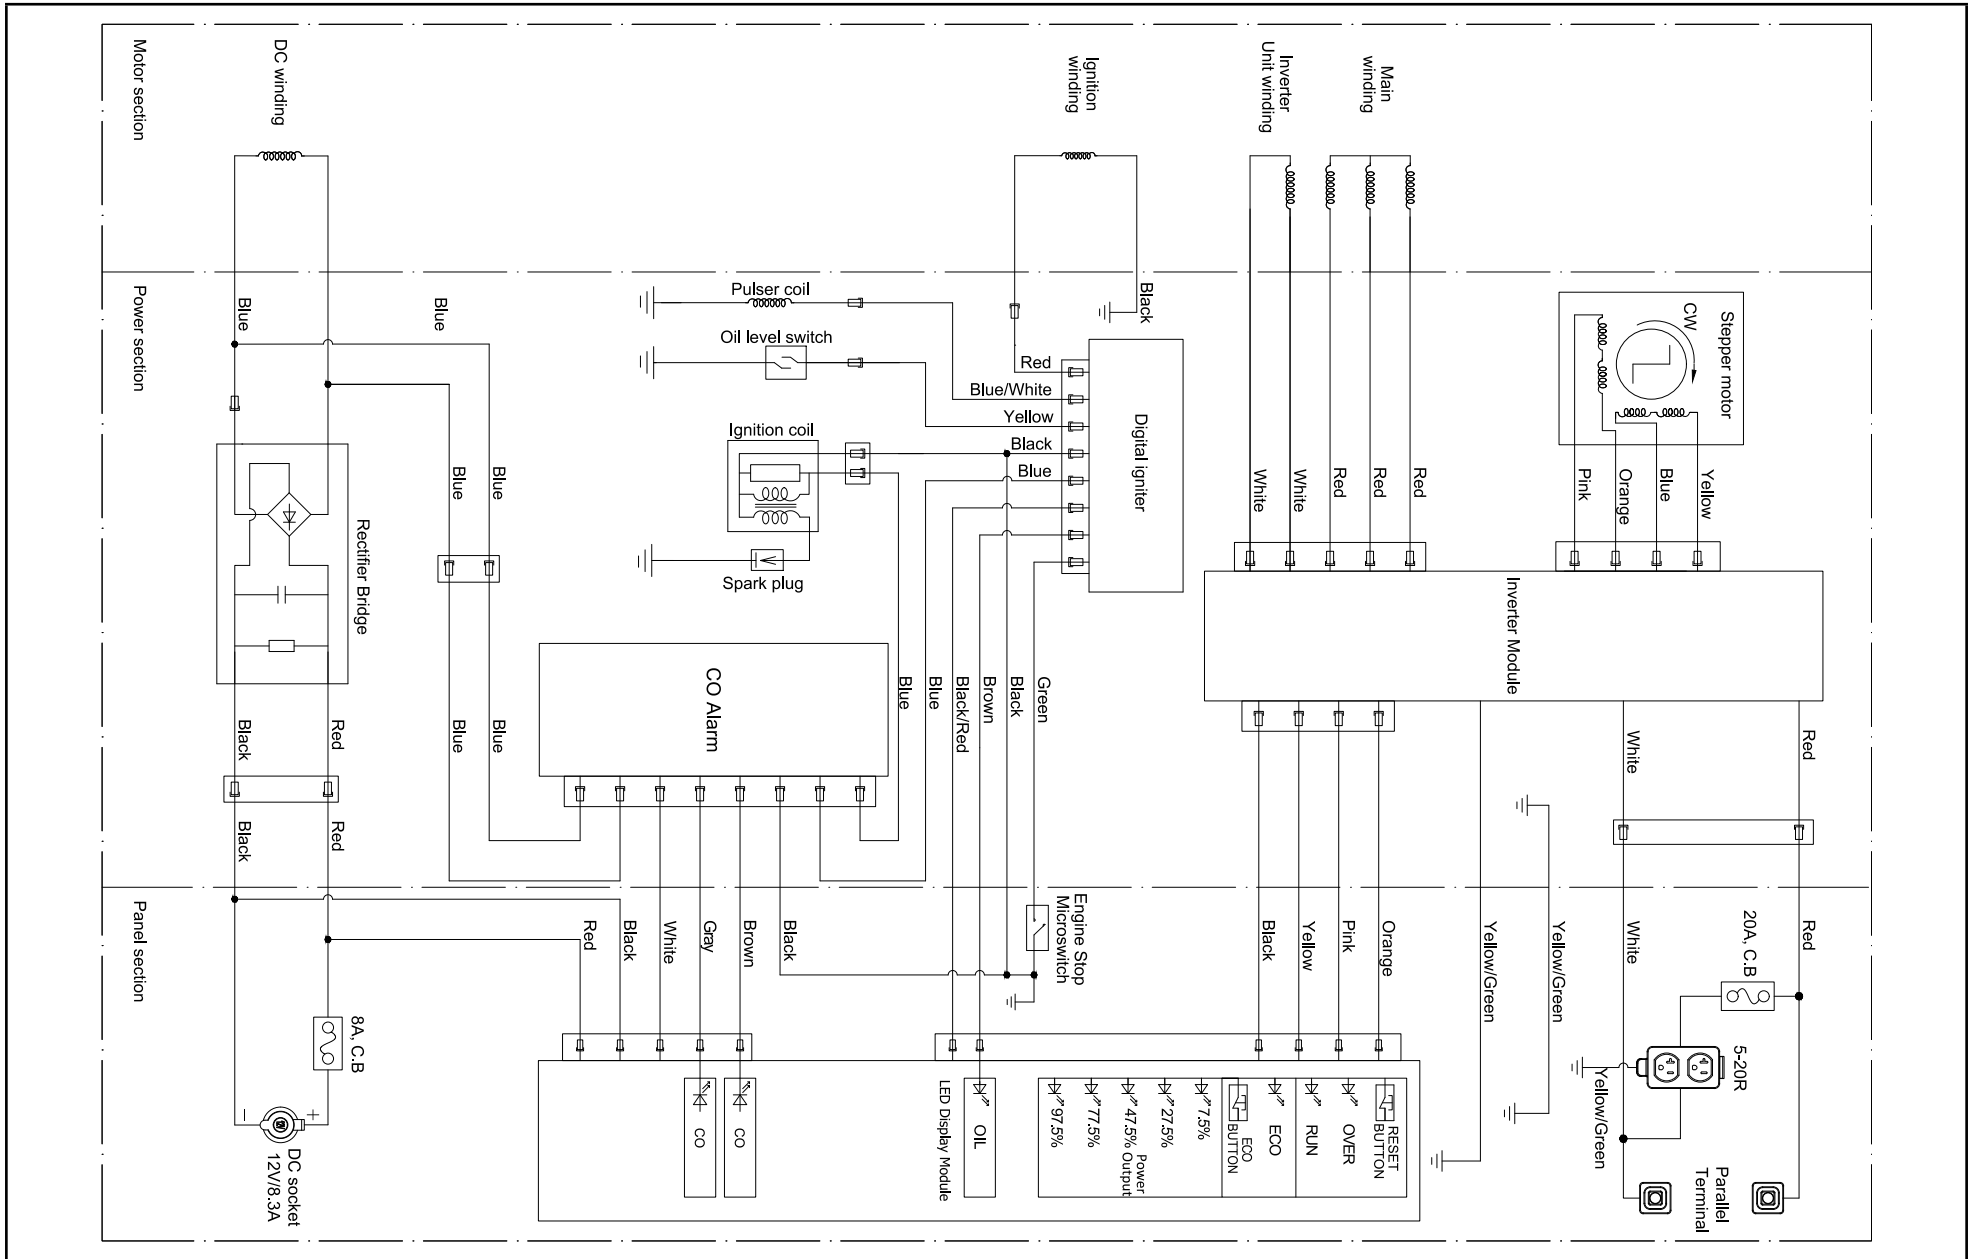 Motor section
DC winding
Ignition
winding
Inverter
Unit winding
Main
winding
Power section
Blue
Blue
Pulser coil
Oil level switch
Black
Red
Blue/White
Yellow
Black
Blue
Digital igniter
Stepper motor
CW
Pink
Orange
Blue
Yellow
White
White
Red
Red
Red
Ignition coil
Spark plug
Blue
Blue
Rectifier Bridge
Inverter Module
CO Alarm
Blue
Blue
Black/Red
Brown
Black
Green
Black
Red
Blue
Blue
White
Red
Black
Red
Panel section
Red
Black
White
Gray
Brown
Black
Engine Stop
Microswitch
Black
Yellow
Pink
Orange
Yellow/Green
Yellow/Green
White
20A, C.B
Red
8A, C.B
5-20R
Yellow/Green
DC socket
12V/8.3A
+
−
12V
CO
CO
LED Display Module
OIL
97.5%
77.5%
47.5%
27.5%
7.5%
Power
Output
ECO
BUTTON
ECO
RUN
OVER
RESET
BUTTON
Parallel
Terminal